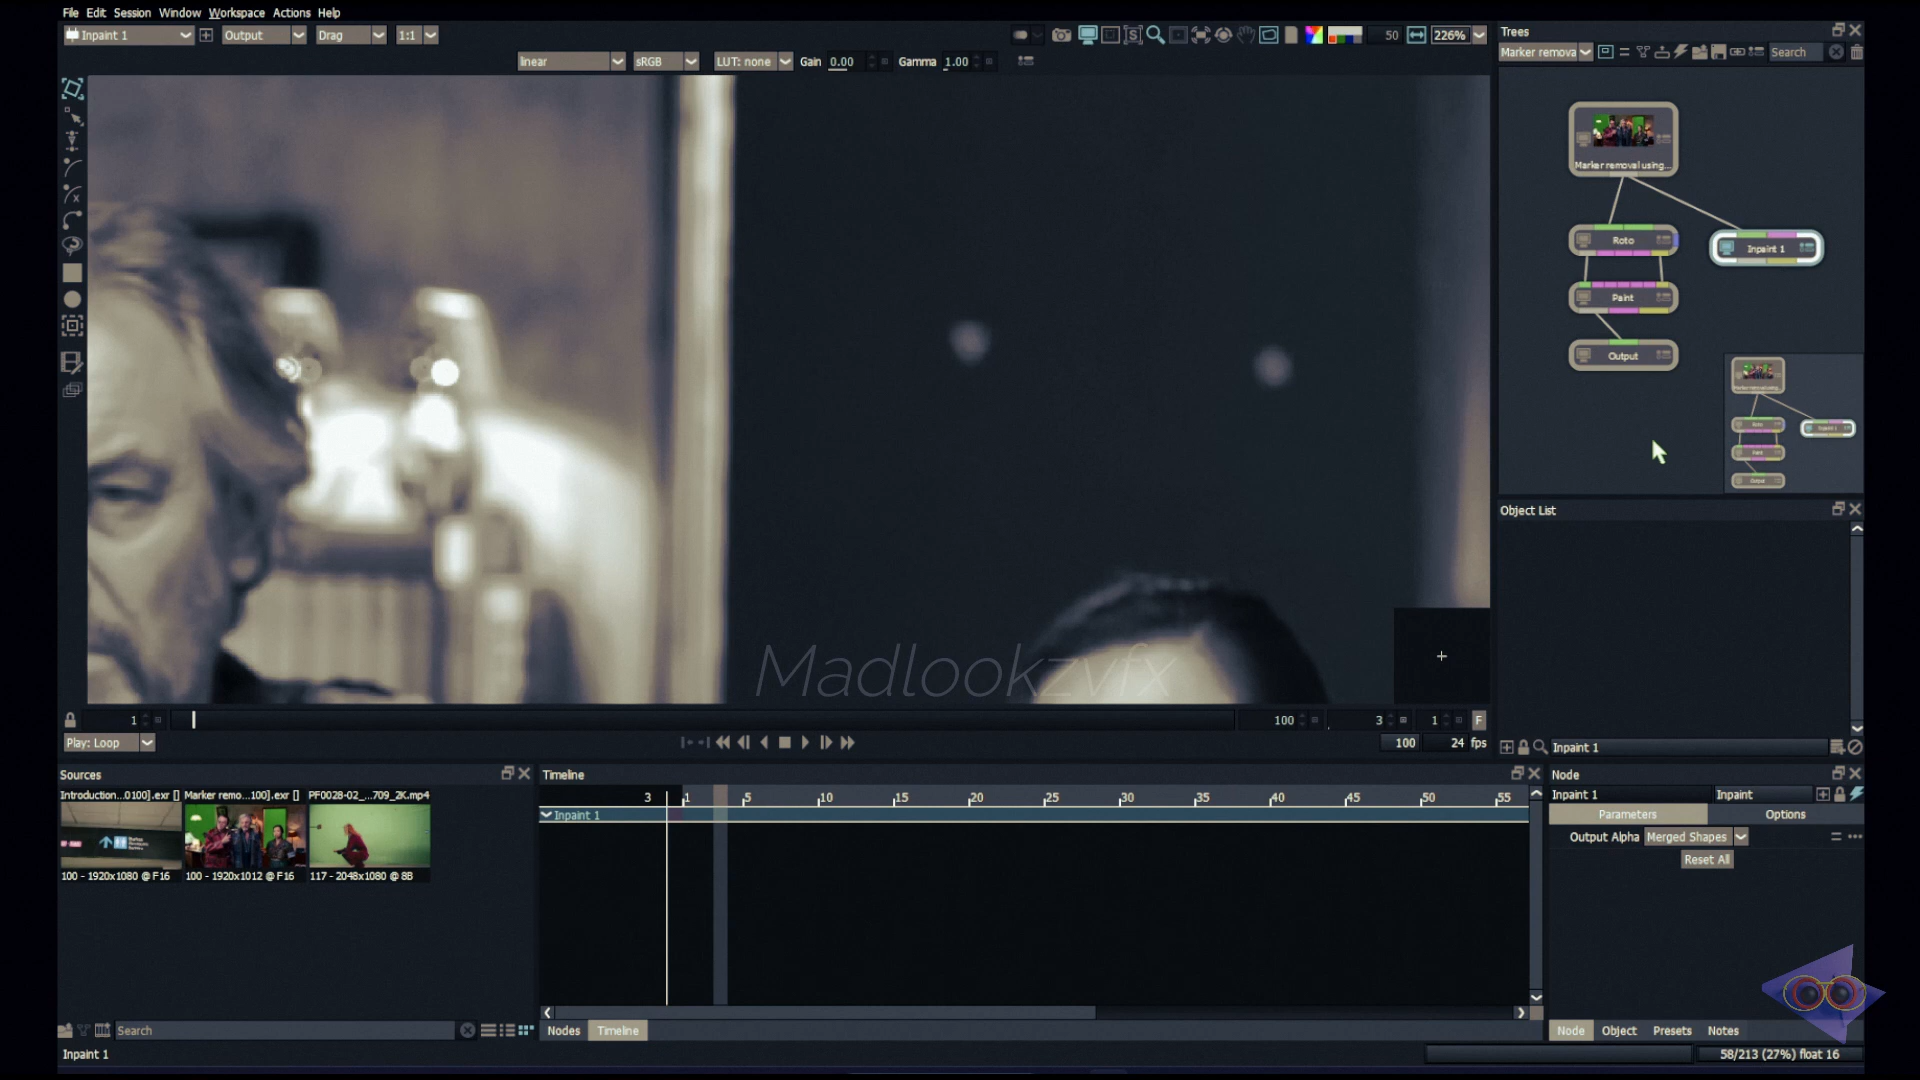 File Edit Session Window Workspace Actions Help
Inpaint 1 Output Drag 1:1 50 226%
linear sRGB LUT: none Gain 0.00 Gamma 1.00
Trees
Marker remova Search
Marker removal using...
Roto
Inpaint 1
Paint
Output
Object List
Madlookzvfx
1 100 3 1 F
Play: Loop 100 24 fps
Inpaint 1
Sources
Introduction...0100].exr [] Marker remo...100].exr [] PF0028-02_...709_2K.mp4
100 - 1920x1080 @ F16 100 - 1920x1012 @ F16 117 - 2048x1080 @ 8B
Search
Timeline
3 1 5 10 15 20 25 30 35 40 45 50 55
Inpaint 1
Nodes Timeline
Node
Inpaint 1 Inpaint
Parameters Options
Output Alpha Merged Shapes
Reset All
Node Object Presets Notes
Inpaint 1 58/213 (27%) float 16